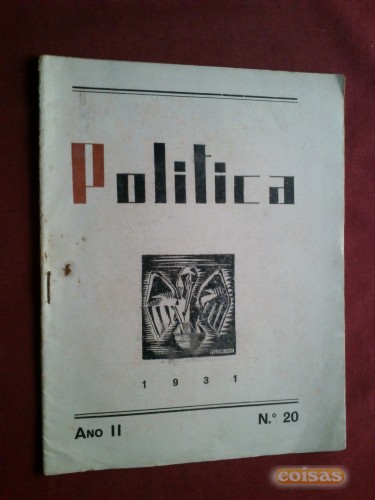 Politica
1931
ANO II
N.º 20
coisas